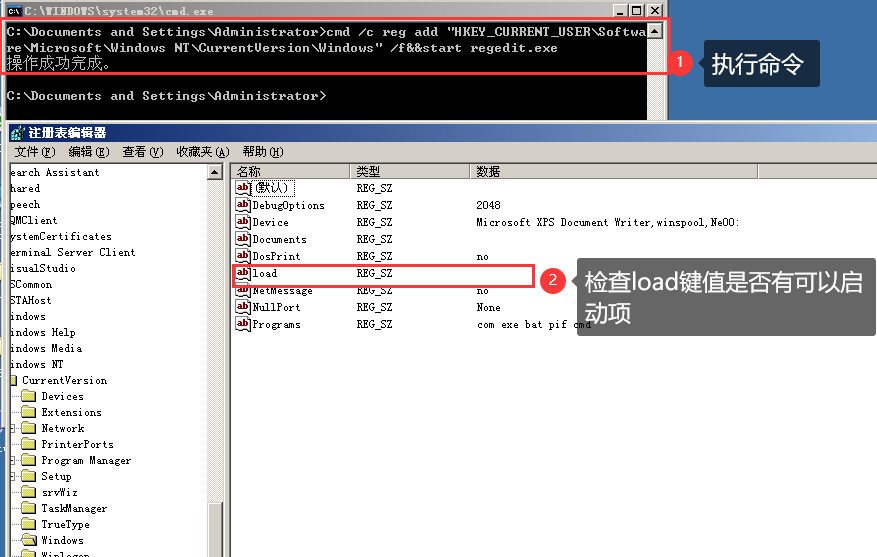 C:\WINDOWS\system32\cmd.exe
C:\Documents and Settings\Administrator>cmd /c reg add "HKEY_CURRENT_USER\Softwa
re\Microsoft\Windows NT\CurrentVersion\Windows" /f&&start regedit.exe
操作成功完成。
C:\Documents and Settings\Administrator>
1 执行命令
注册表编辑器
文件(F) 编辑(E) 查看(V) 收藏夹(A) 帮助(H)
earch Assistant
hared
peech
QMClient
ystemCertificates
erminal Server Client
isualStudio
SCommon
STAHost
indows
indows Help
indows Media
indows NT
CurrentVersion
Devices
Extensions
Network
PrinterPorts
Program Manager
Setup
srvWiz
TaskManager
TrueType
Windows
Winlogon
名称 类型 数据
(默认) REG_SZ
DebugOptions REG_SZ 2048
Device REG_SZ Microsoft XPS Document Writer,winspool,Ne00:
Documents REG_SZ
DosPrint REG_SZ no
load REG_SZ
NetMessage REG_SZ no
NullPort REG_SZ None
Programs REG_SZ com exe bat pif cmd
2 检查load键值是否有可以启
动项